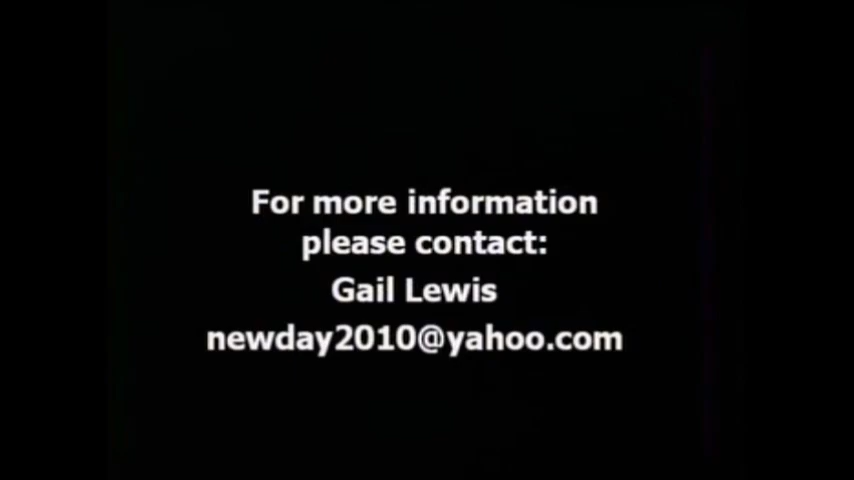 For more information
please contact:
Gail Lewis
newday2010@yahoo.com